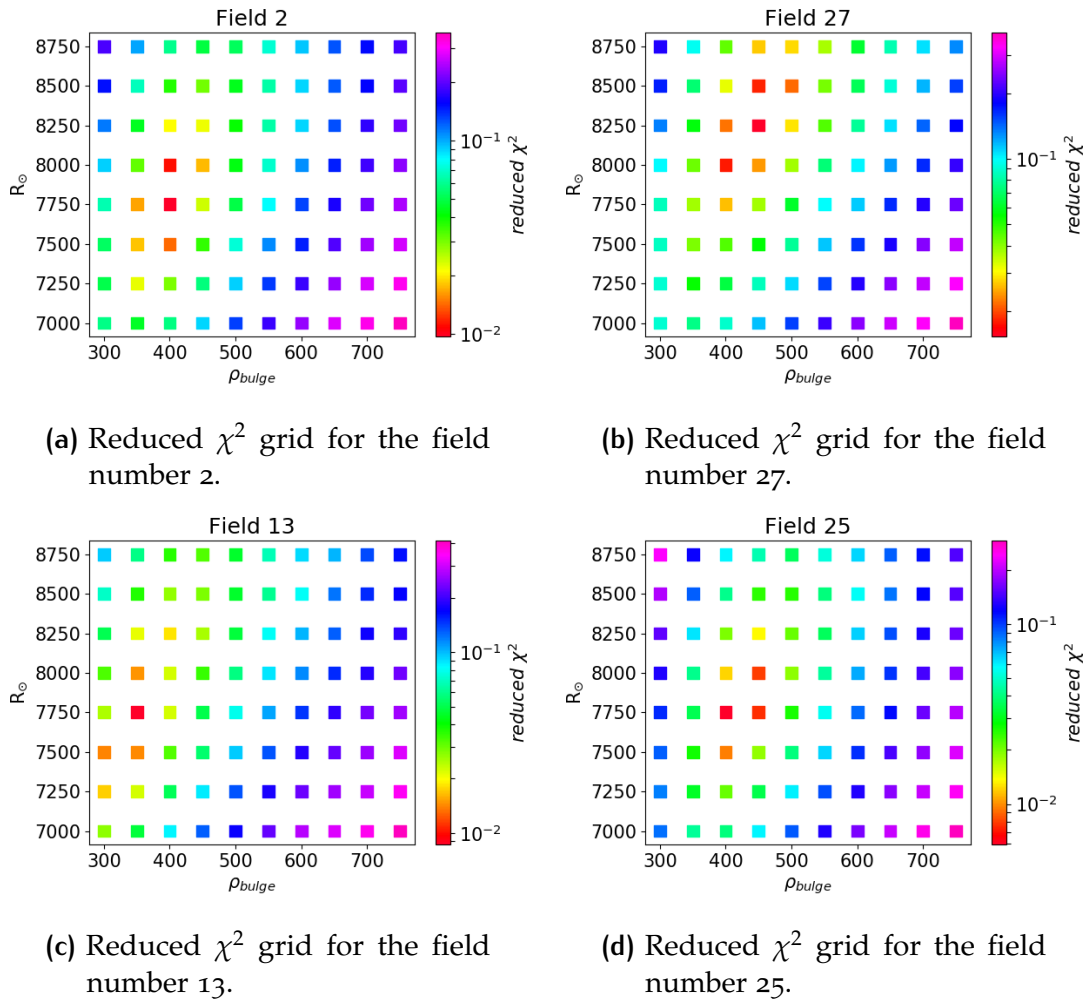 Field 2
8750
8500
8250
8000
7750
7500
7250
7000
R⊙
300 400 500 600 700
ρbulge
10⁻¹
10⁻²
reduced χ²
(a) Reduced χ² grid for the field
number 2.
Field 27
8750
8500
8250
8000
7750
7500
7250
7000
R⊙
300 400 500 600 700
ρbulge
10⁻¹
reduced χ²
(b) Reduced χ² grid for the field
number 27.
Field 13
8750
8500
8250
8000
7750
7500
7250
7000
R⊙
300 400 500 600 700
ρbulge
10⁻¹
10⁻²
reduced χ²
(c) Reduced χ² grid for the field
number 13.
Field 25
8750
8500
8250
8000
7750
7500
7250
7000
R⊙
300 400 500 600 700
ρbulge
10⁻¹
10⁻²
reduced χ²
(d) Reduced χ² grid for the field
number 25.